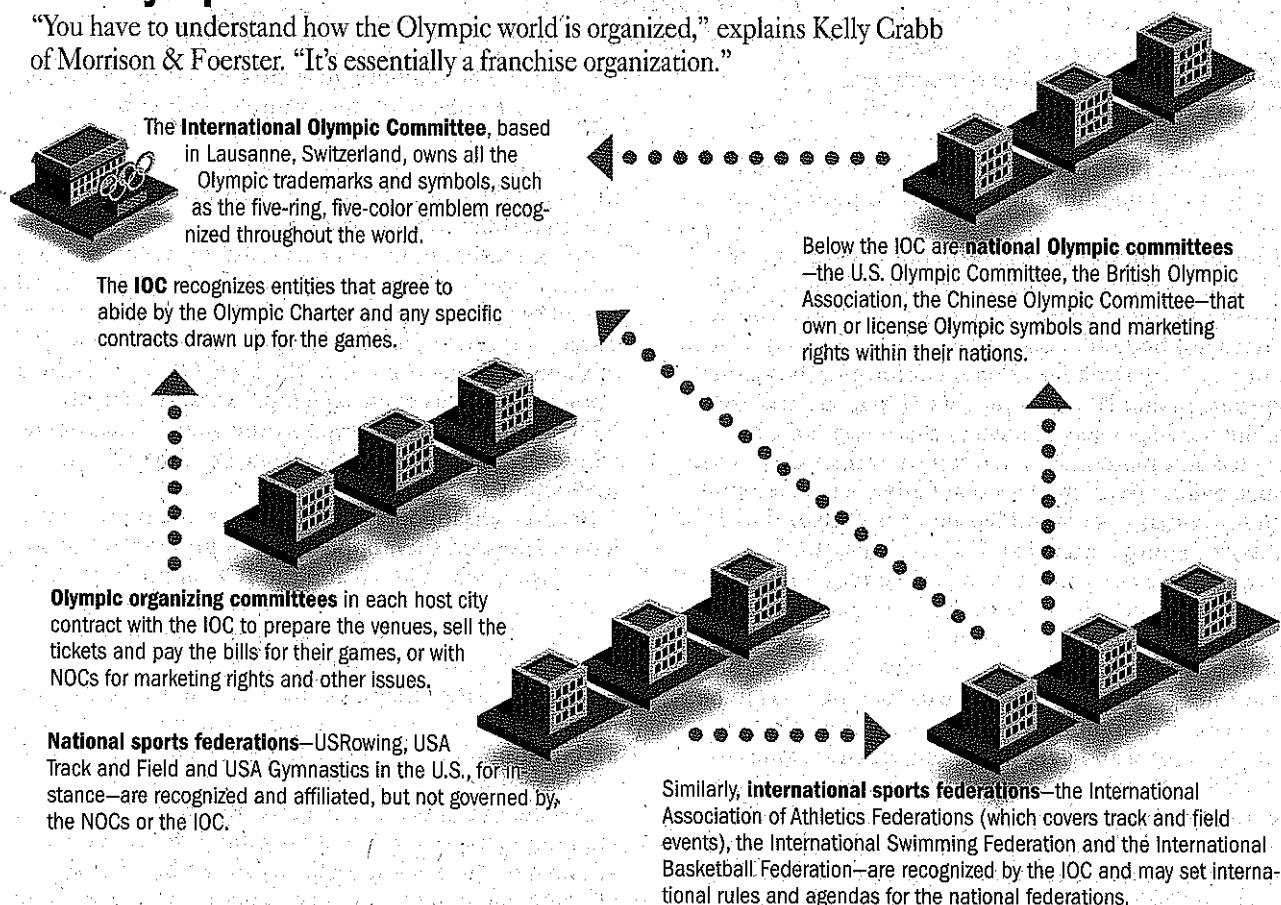 “You have to understand how the Olympic world is organized,” explains Kelly Crabb
of Morrison & Foerster. “It's essentially a franchise organization.”
The International Olympic Committee, based
in Lausanne, Switzerland, owns all the
Olympic trademarks and symbols, such
as the five-ring, five-color emblem recog-
nized throughout the world.
The IOC recognizes entities that agree to
abide by the Olympic Charter and any specific
contracts drawn up for the games.
Below the IOC are national Olympic committees
—the U.S. Olympic Committee, the British Olympic
Association, the Chinese Olympic Committee—that
own or license Olympic symbols and marketing
rights within their nations.
Olympic organizing committees in each host city
contract with the IOC to prepare the venues, sell the
tickets and pay the bills for their games, or with
NOCs for marketing rights and other issues.
National sports federations—USRowing, USA
Track and Field and USA Gymnastics in the U.S., for in-
stance—are recognized and affiliated, but not governed by,
the NOCs or the IOC.
Similarly, international sports federations—the International
Association of Athletics Federations (which covers track and field
events), the International Swimming Federation and the International
Basketball Federation—are recognized by the IOC and may set interna-
tional rules and agendas for the national federations.